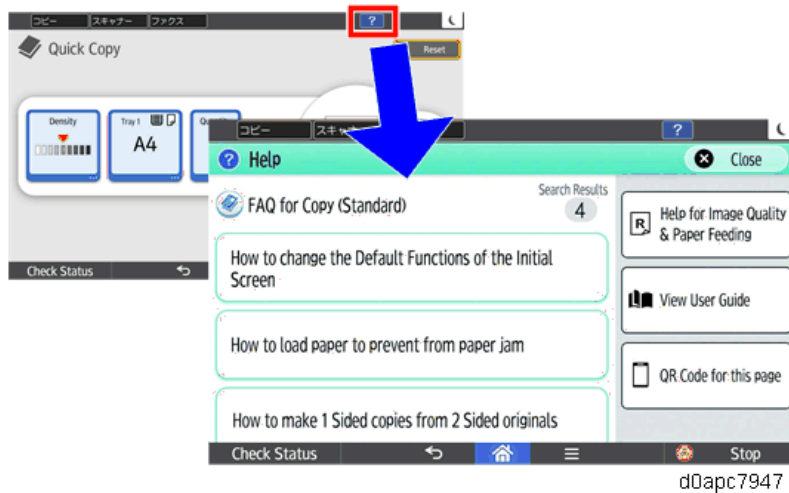 コピー スキャナー ファクス ?
Quick Copy
Reset
Density
Tray 1
A4
Check Status
コピー
?
? Help
Close
FAQ for Copy (Standard)
Search Results
4
How to change the Default Functions of the Initial
Screen
How to load paper to prevent from paper jam
How to make 1 Sided copies from 2 Sided originals
R
Help for Image Quality
& Paper Feeding
View User Guide
QR Code for this page
Check Status
Stop
d0apc7947